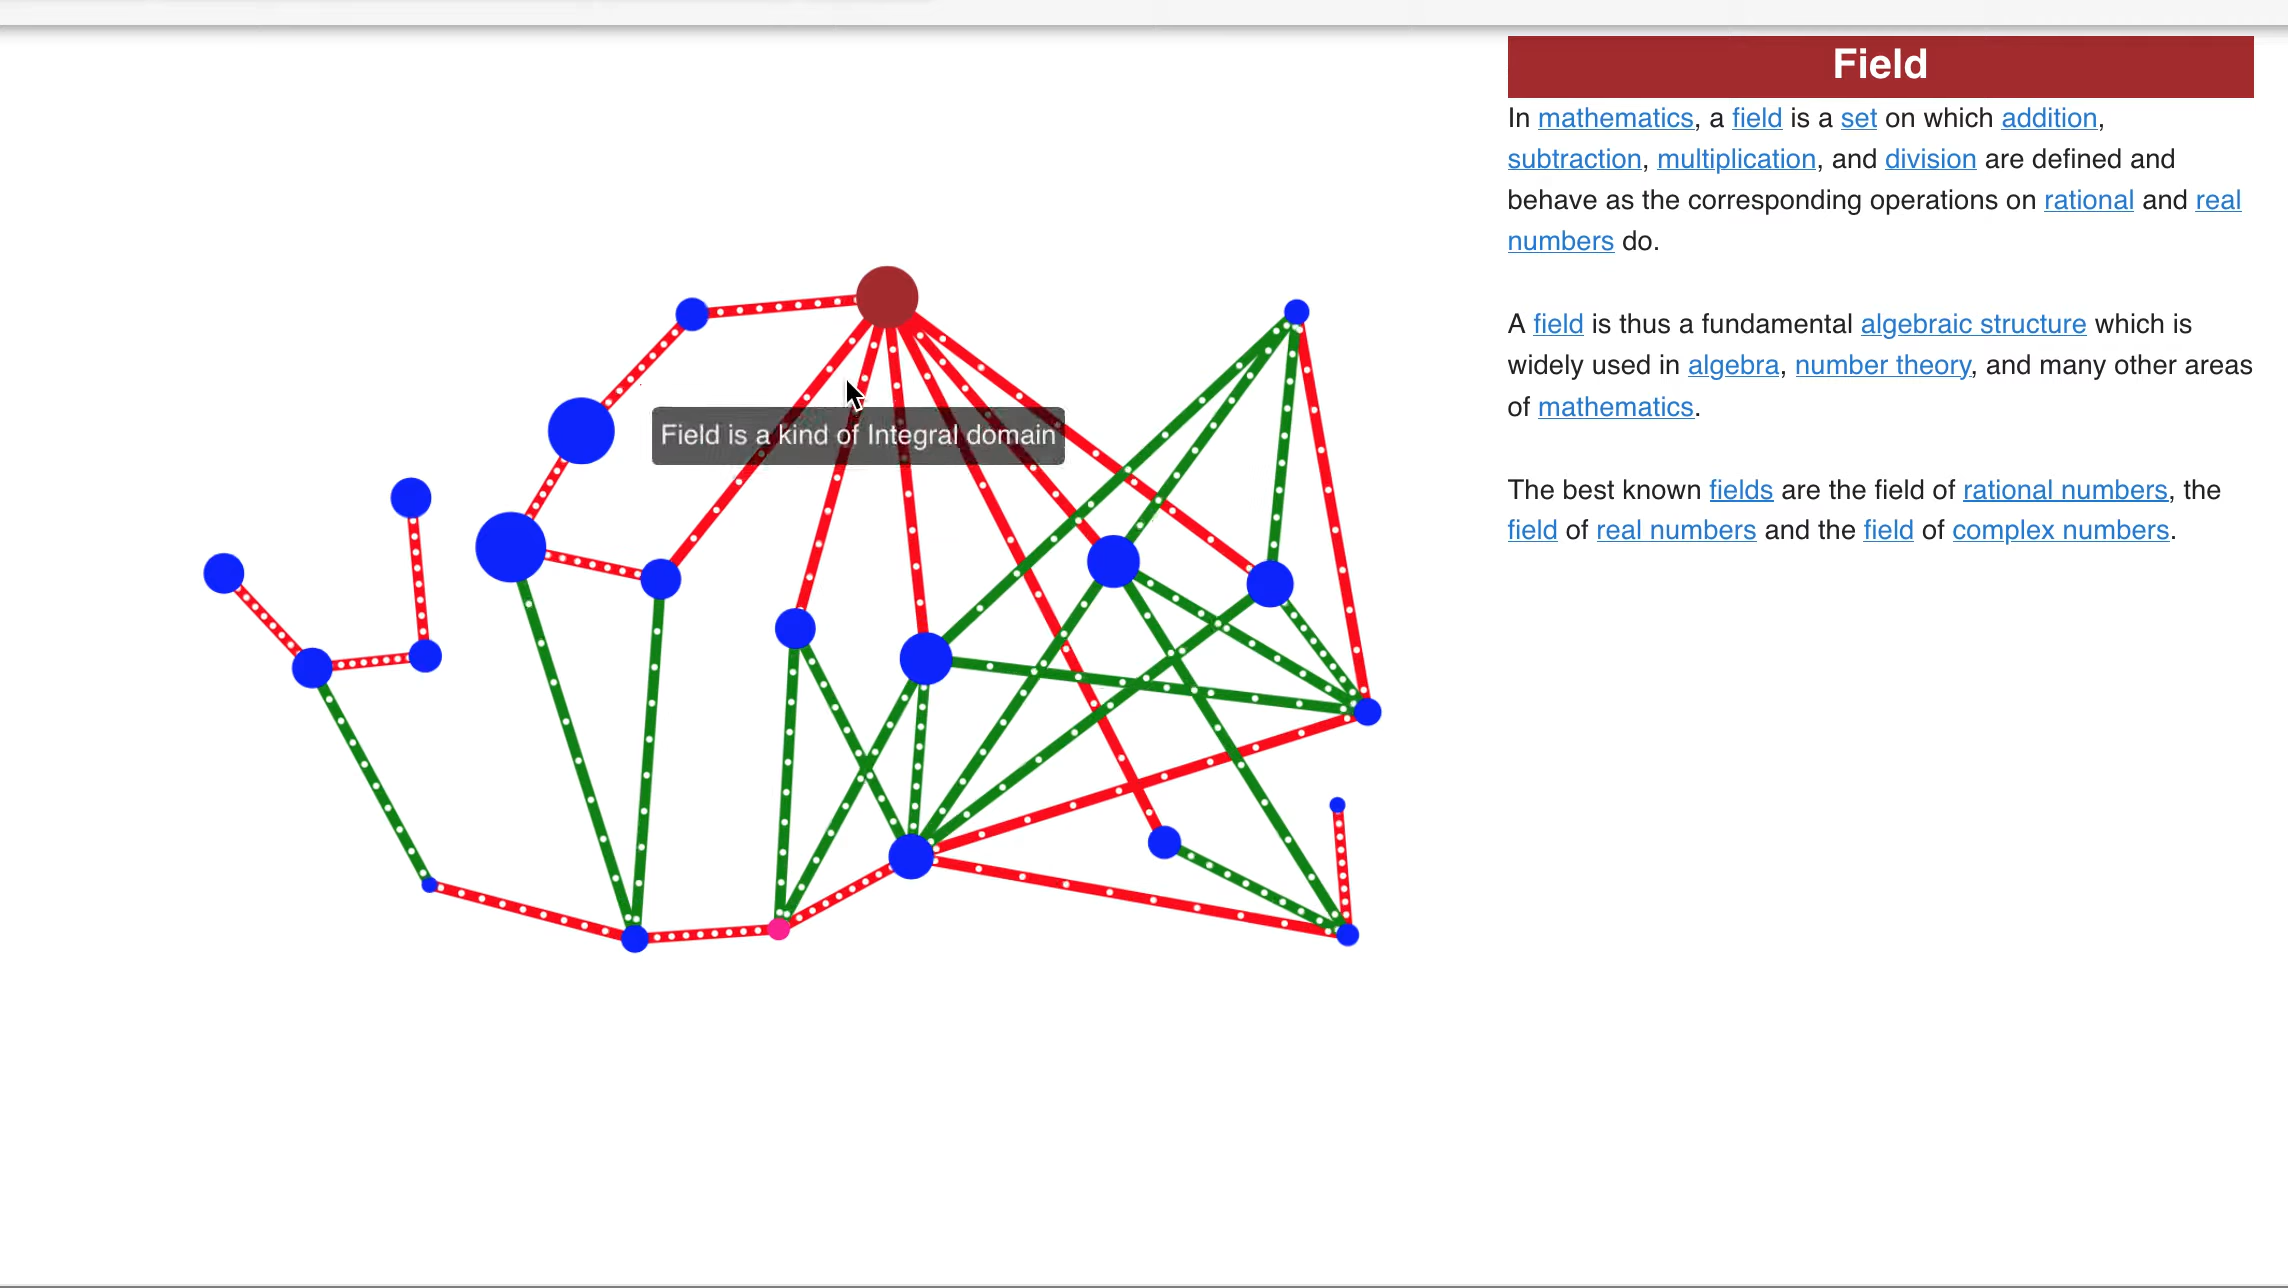 Field
In mathematics, a field is a set on which addition,
subtraction, multiplication, and division are defined and
behave as the corresponding operations on rational and real
numbers do.
A field is thus a fundamental algebraic structure which is
widely used in algebra, number theory, and many other areas
of mathematics.
The best known fields are the field of rational numbers, the
field of real numbers and the field of complex numbers.
Field is a kind of Integral domain